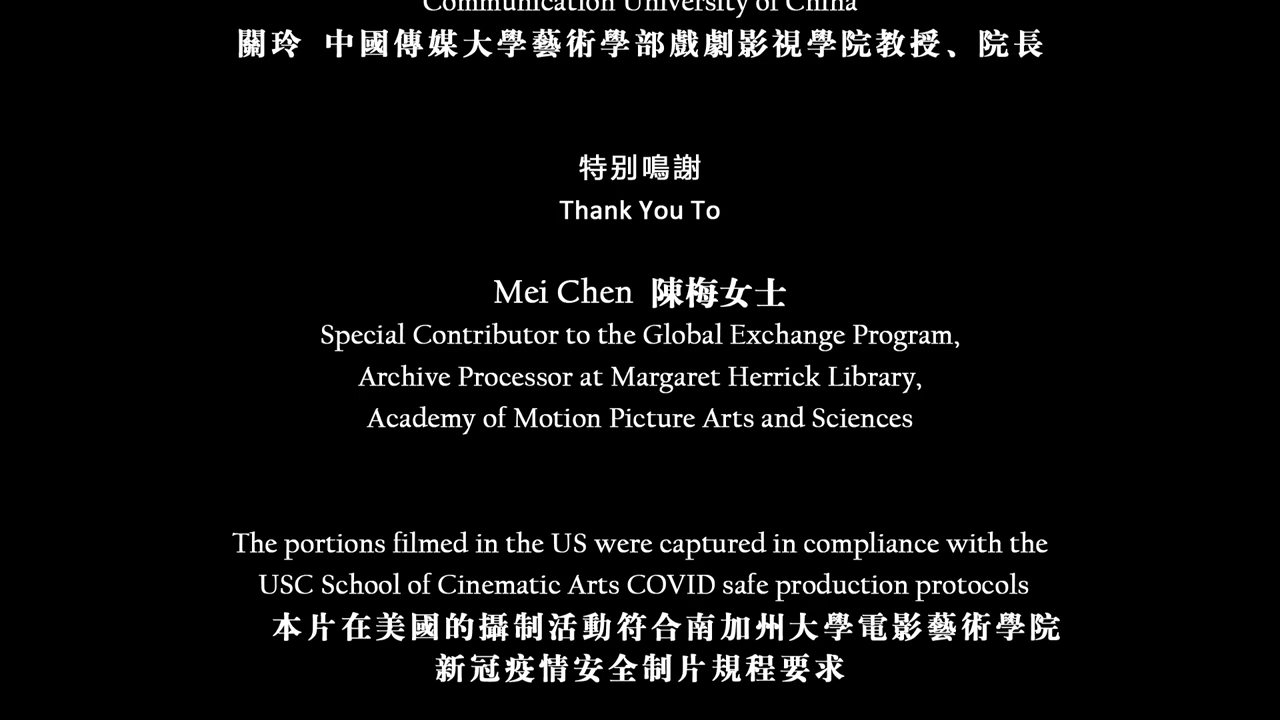 Communication University of China
關玲 中國傳媒大學藝術學部戲劇影視學院教授、院長
特別鳴謝
Thank You To
Mei Chen 陳梅女士
Special Contributor to the Global Exchange Program,
Archive Processor at Margaret Herrick Library,
Academy of Motion Picture Arts and Sciences
The portions filmed in the US were captured in compliance with the
USC School of Cinematic Arts COVID safe production protocols
本片在美國的攝制活動符合南加州大學電影藝術學院
新冠疫情安全制片規程要求